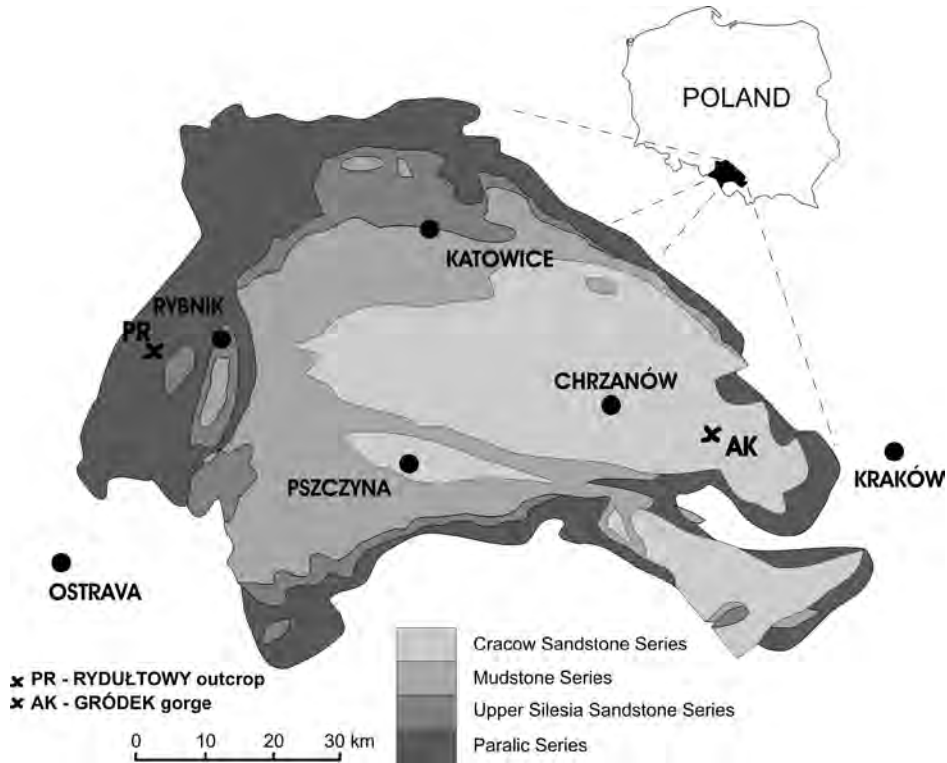 POLAND
KATOWICE
RYBNIK
PR
CHRZANÓW
AK
KRAKÓW
PSZCZYNA
OSTRAVA
Cracow Sandstone Series
Mudstone Series
Upper Silesia Sandstone Series
Paralic Series
PR - RYDUŁTOWY outcrop
AK - GRÓDEK gorge
0 10 20 30 km